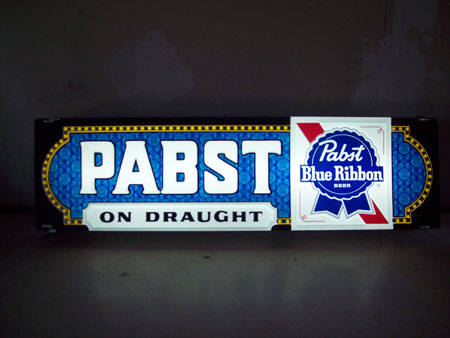 PABST
ON DRAUGHT
Pabst
Blue Ribbon
BEER